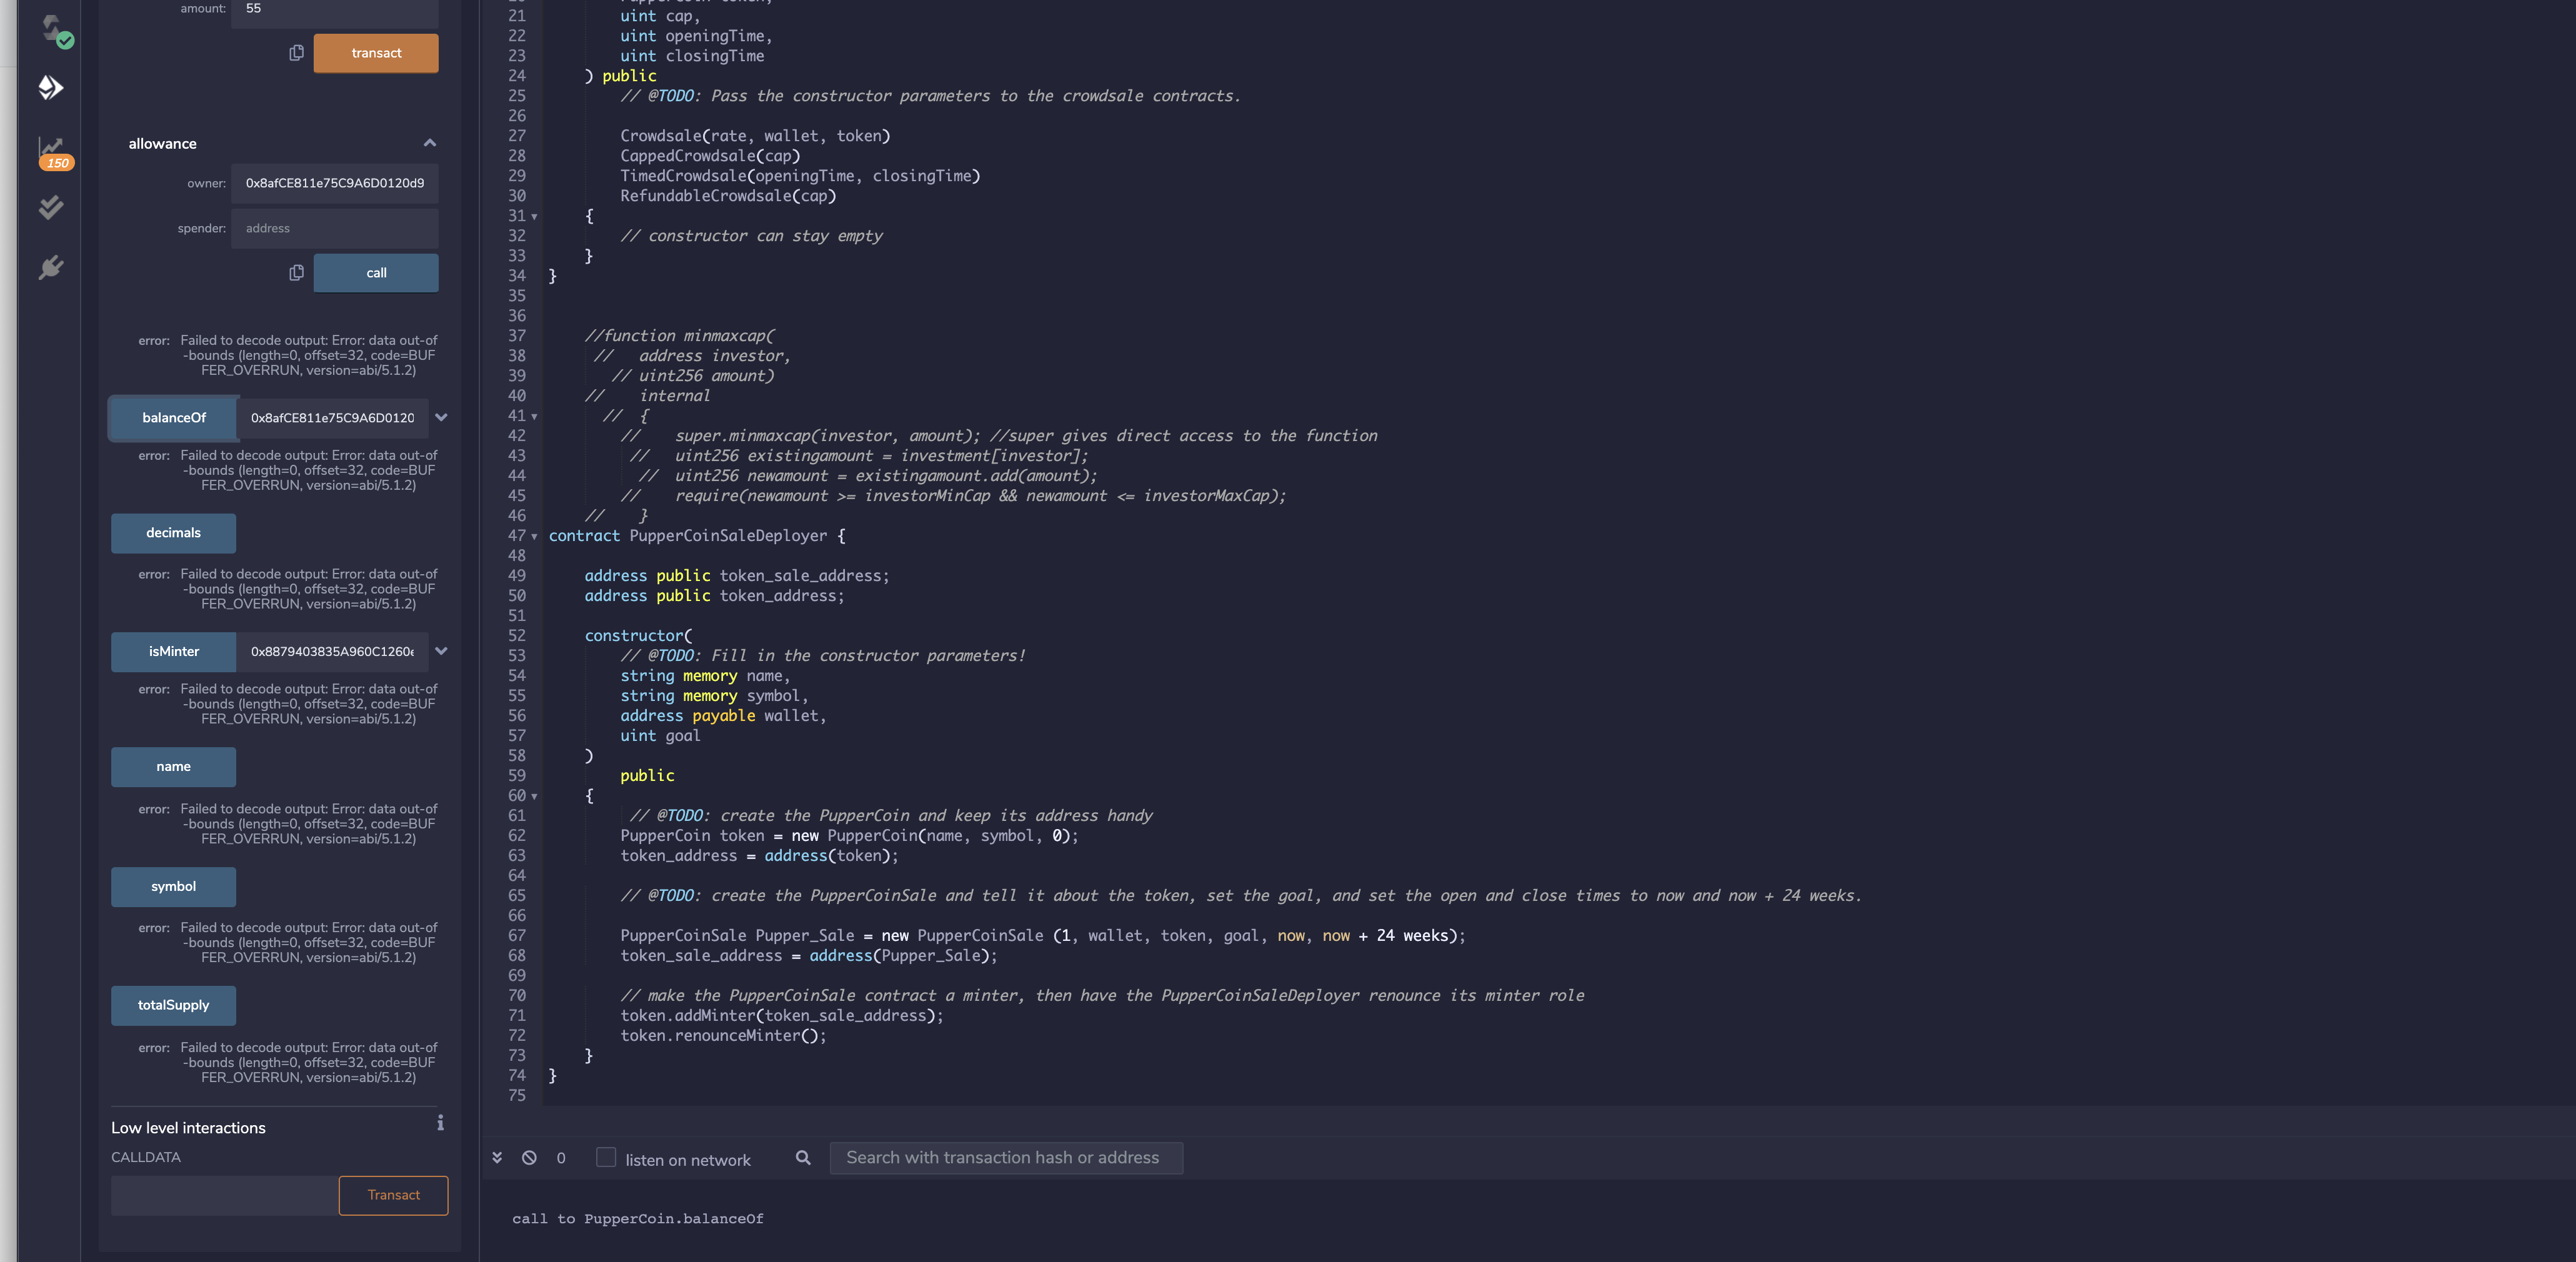 amount: 55
transact
150
allowance
owner: 0x8afCE811e75C9A6D0120d9
spender: address
call
error: Failed to decode output: Error: data out-of
-bounds (length=0, offset=32, code=BUF
FER_OVERRUN, version=abi/5.1.2)
balanceOf 0x8afCE811e75C9A6D0120
error: Failed to decode output: Error: data out-of
-bounds (length=0, offset=32, code=BUF
FER_OVERRUN, version=abi/5.1.2)
decimals
error: Failed to decode output: Error: data out-of
-bounds (length=0, offset=32, code=BUF
FER_OVERRUN, version=abi/5.1.2)
isMinter 0x8879403835A960C1260e
error: Failed to decode output: Error: data out-of
-bounds (length=0, offset=32, code=BUF
FER_OVERRUN, version=abi/5.1.2)
name
error: Failed to decode output: Error: data out-of
-bounds (length=0, offset=32, code=BUF
FER_OVERRUN, version=abi/5.1.2)
symbol
error: Failed to decode output: Error: data out-of
-bounds (length=0, offset=32, code=BUF
FER_OVERRUN, version=abi/5.1.2)
totalSupply
error: Failed to decode output: Error: data out-of
-bounds (length=0, offset=32, code=BUF
FER_OVERRUN, version=abi/5.1.2)
Low level interactions
CALLDATA
Transact
21 uint cap,
22 uint openingTime,
23 uint closingTime
24 ) public
25 // @TODO: Pass the constructor parameters to the crowdsale contracts.
26
27 Crowdsale(rate, wallet, token)
28 CappedCrowdsale(cap)
29 TimedCrowdsale(openingTime, closingTime)
30 RefundableCrowdsale(cap)
31 {
32 // constructor can stay empty
33 }
34 }
35
36
37 //function minmaxcap(
38 // address investor,
39 // uint256 amount)
40 // internal
41 // {
42 // super.minmaxcap(investor, amount); //super gives direct access to the function
43 // uint256 existingamount = investment[investor];
44 // uint256 newamount = existingamount.add(amount);
45 // require(newamount >= investorMinCap && newamount <= investorMaxCap);
46 // }
47 contract PupperCoinSaleDeployer {
48
49 address public token_sale_address;
50 address public token_address;
51
52 constructor(
53 // @TODO: Fill in the constructor parameters!
54 string memory name,
55 string memory symbol,
56 address payable wallet,
57 uint goal
58 )
59 public
60 {
61 // @TODO: create the PupperCoin and keep its address handy
62 PupperCoin token = new PupperCoin(name, symbol, 0);
63 token_address = address(token);
64
65 // @TODO: create the PupperCoinSale and tell it about the token, set the goal, and set the open and close times to now and now + 24 weeks.
66
67 PupperCoinSale Pupper_Sale = new PupperCoinSale (1, wallet, token, goal, now, now + 24 weeks);
68 token_sale_address = address(Pupper_Sale);
69
70 // make the PupperCoinSale contract a minter, then have the PupperCoinSaleDeployer renounce its minter role
71 token.addMinter(token_sale_address);
72 token.renounceMinter();
73 }
74 }
75
0 listen on network Search with transaction hash or address
call to PupperCoin.balanceOf